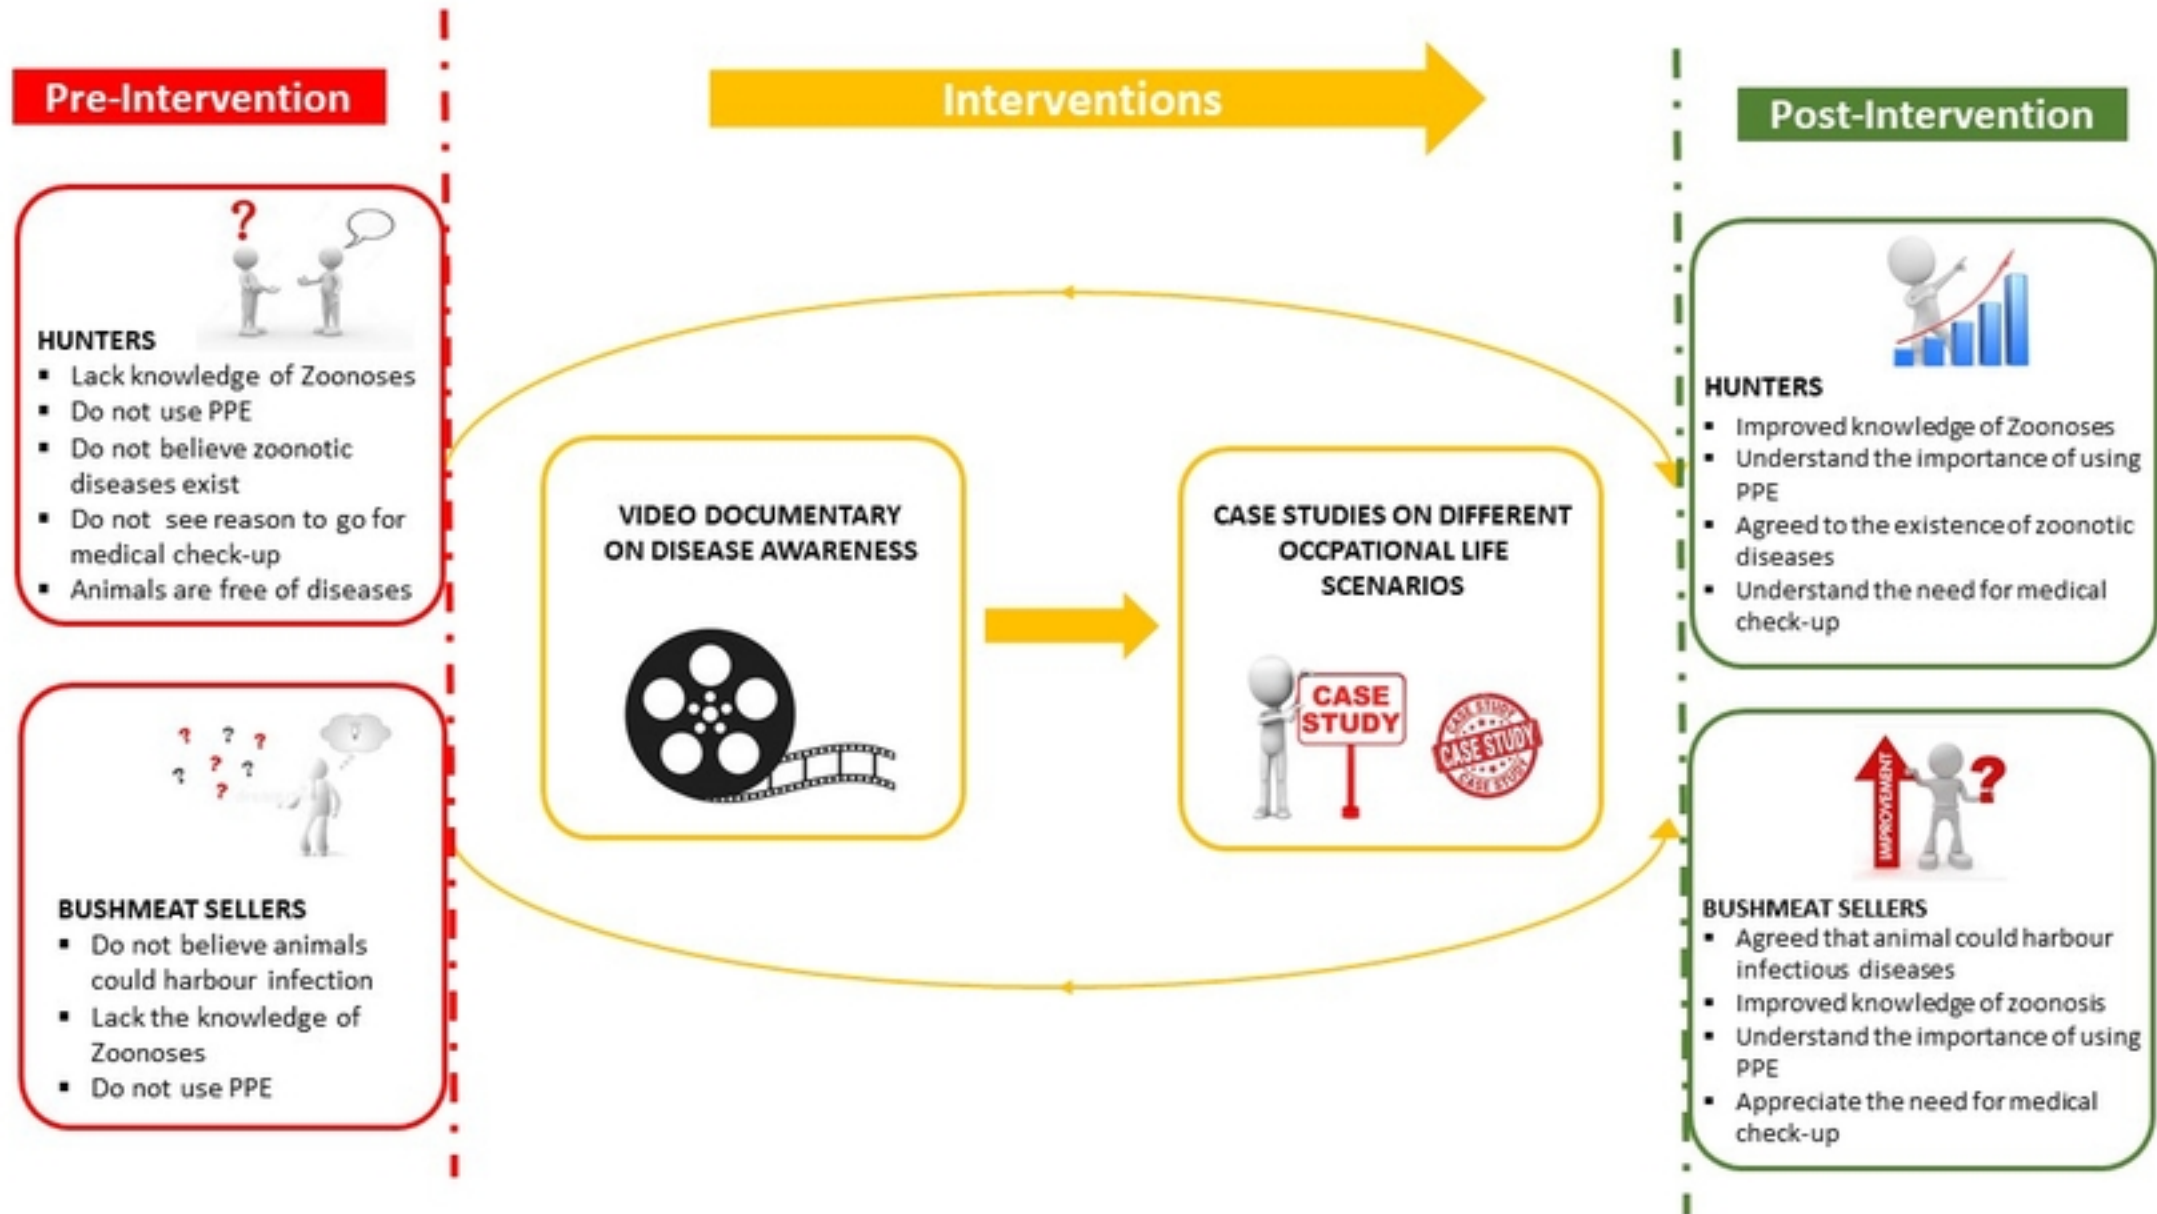 Pre-Intervention
Interventions
Post-Intervention
?
HUNTERS
▪ Lack knowledge of Zoonoses
▪ Do not use PPE
▪ Do not believe zoonotic
diseases exist
▪ Do not see reason to go for
medical check-up
▪ Animals are free of diseases
? ? ?
? ? ?
?
BUSHMEAT SELLERS
▪ Do not believe animals
could harbour infection
▪ Lack the knowledge of
Zoonoses
▪ Do not use PPE
VIDEO DOCUMENTARY
ON DISEASE AWARENESS
CASE STUDIES ON DIFFERENT
OCCPATIONAL LIFE
SCENARIOS
CASE
STUDY
CASE STUDY
CASE STUDY
CASE STUDY
HUNTERS
▪ Improved knowledge of Zoonoses
▪ Understand the importance of using
PPE
▪ Agreed to the existence of zoonotic
diseases
▪ Understand the need for medical
check-up
IMPROVEMENT
?
BUSHMEAT SELLERS
▪ Agreed that animal could harbour
infectious diseases
▪ Improved knowledge of zoonosis
▪ Understand the importance of using
PPE
▪ Appreciate the need for medical
check-up